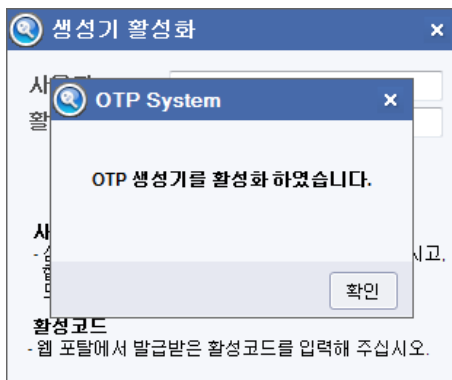 생성기 활성화
OTP System
OTP 생성기를 활성화 하였습니다.
시고,
확인
활성코드
- 웹 포탈에서 발급받은 활성코드를 입력해 주십시오.